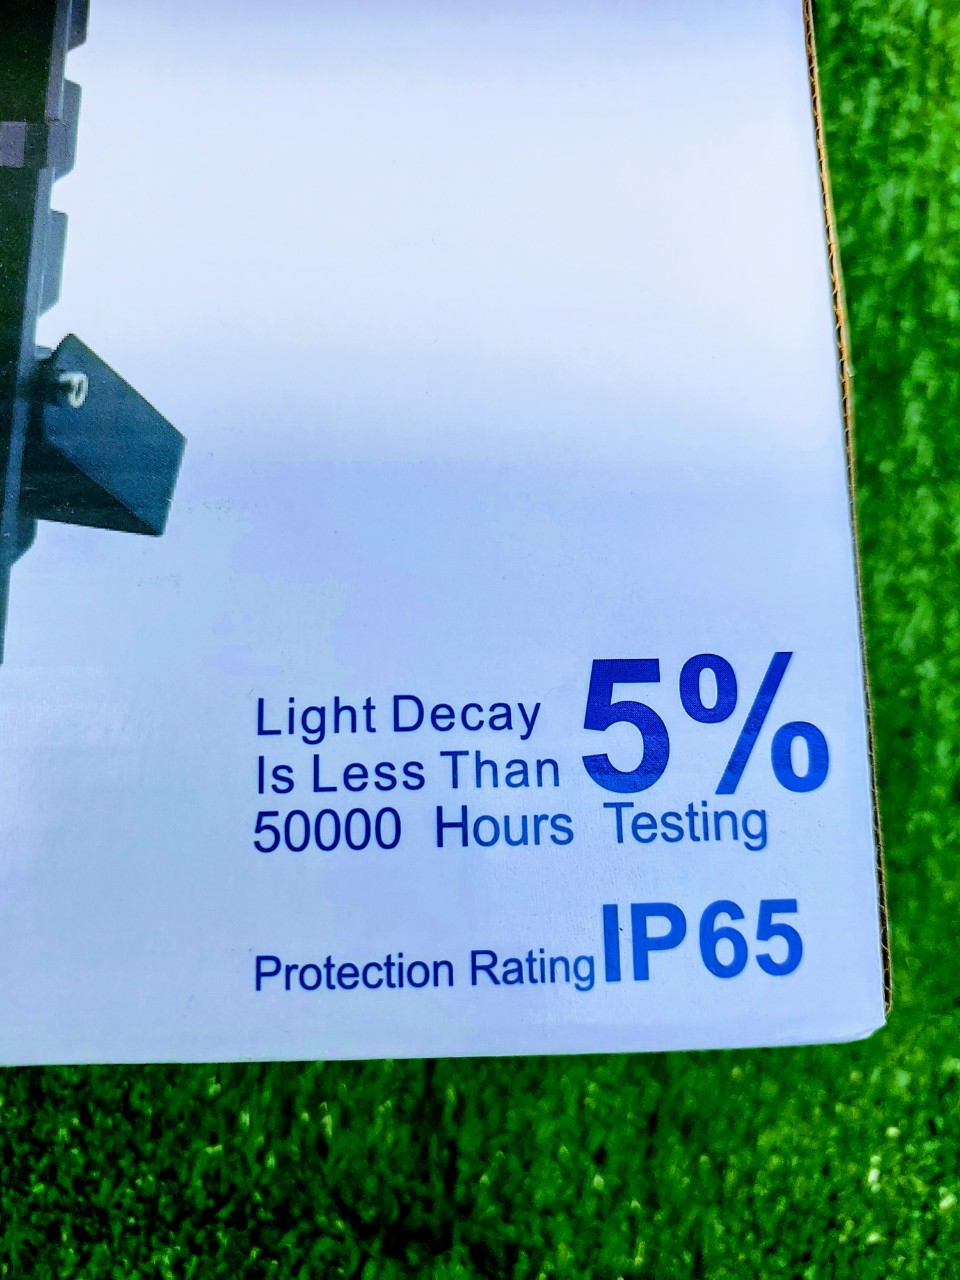 Light Decay 5%
Is Less Than
50000 Hours Testing
Protection Rating IP65